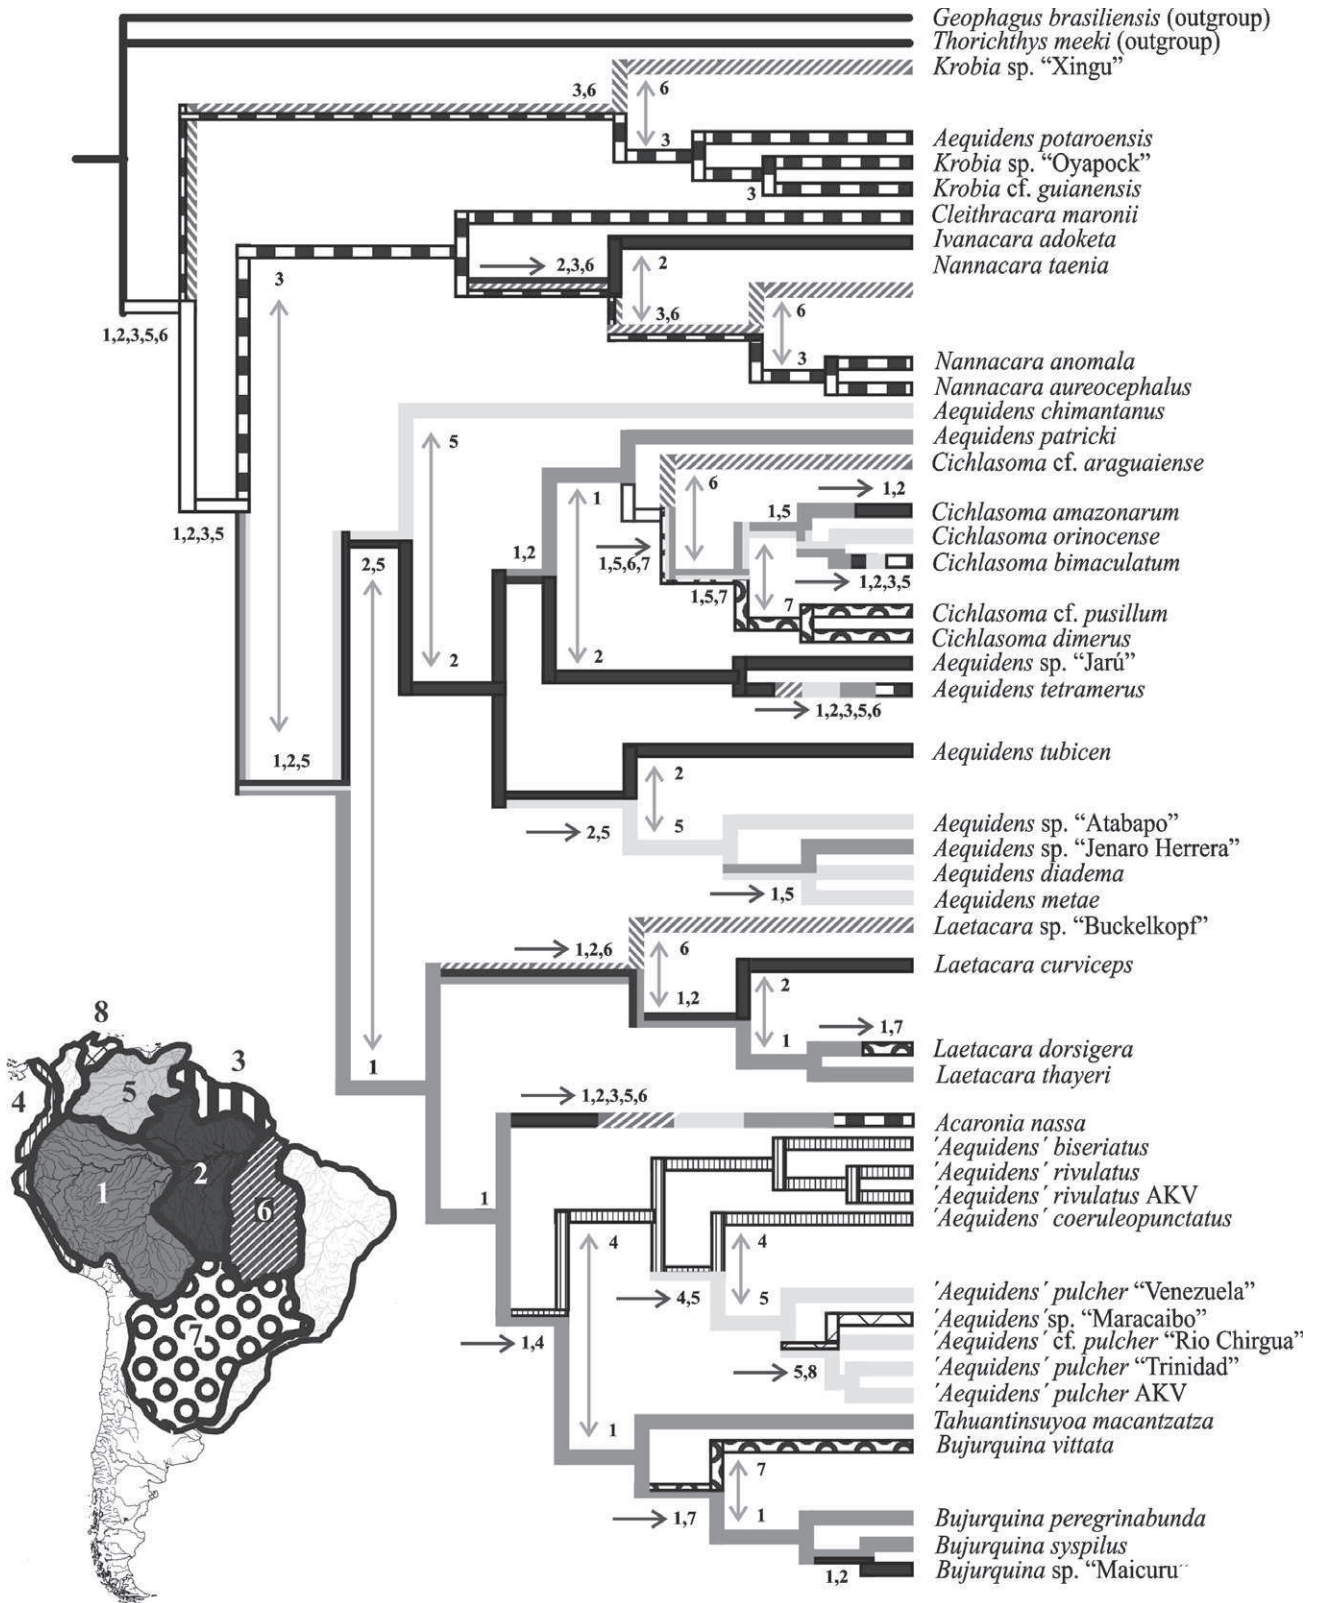 Geophagus brasiliensis (outgroup)
Thorichthys meeki (outgroup)
Krobia sp. “Xingu”
3,6
6
3
Aequidens potaroensis
Krobia sp. “Oyapock”
3
Krobia cf. guianensis
Cleithracara maronii
Ivanacara adoketa
2,3,6
2
Nannacara taenia
3
3,6
6
1,2,3,5,6
3
Nannacara anomala
Nannacara aureocephalus
Aequidens chimantanus
5
Aequidens patricki
Cichlasoma cf. araguaiense
6
1
1,2
1,5
Cichlasoma amazonarum
1,2,3,5
Cichlasoma orinocense
1,2
2,5
1,5,6,7
Cichlasoma bimaculatum
1,2,3,5
1,5,7
7
Cichlasoma cf. pusillum
Cichlasoma dimerus
2
2
Aequidens sp. “Jarú”
Aequidens tetramerus
1,2,3,5,6
Aequidens tubicen
1,2,5
2
5
2,5
Aequidens sp. “Atabapo”
Aequidens sp. “Jenaro Herrera”
Aequidens diadema
1,5
Aequidens metae
Laetacara sp. “Buckelkopf”
1,2,6
6
Laetacara curviceps
1,2
2
1,7
1
Laetacara dorsigera
1
Laetacara thayeri
1,2,3,5,6
Acaronia nassa
´Aequidens´ biseriatus
´Aequidens´ rivulatus
1
´Aequidens´ rivulatus AKV
´Aequidens´ coeruleopunctatus
4
4
4,5
5
´Aequidens´ pulcher “Venezuela”
´Aequidens´sp. “Maracaibo”
1,4
´Aequidens´ cf. pulcher “Rio Chirgua”
5,8
´Aequidens´ pulcher “Trinidad”
´Aequidens´ pulcher AKV
1
Tahuantinsuyoa macantzatza
Bujurquina vittata
7
1,7
1
Bujurquina peregrinabunda
Bujurquina syspilus
1,2
Bujurquina sp. “Maicuru¨
8
3
4
5
1
2
6
7